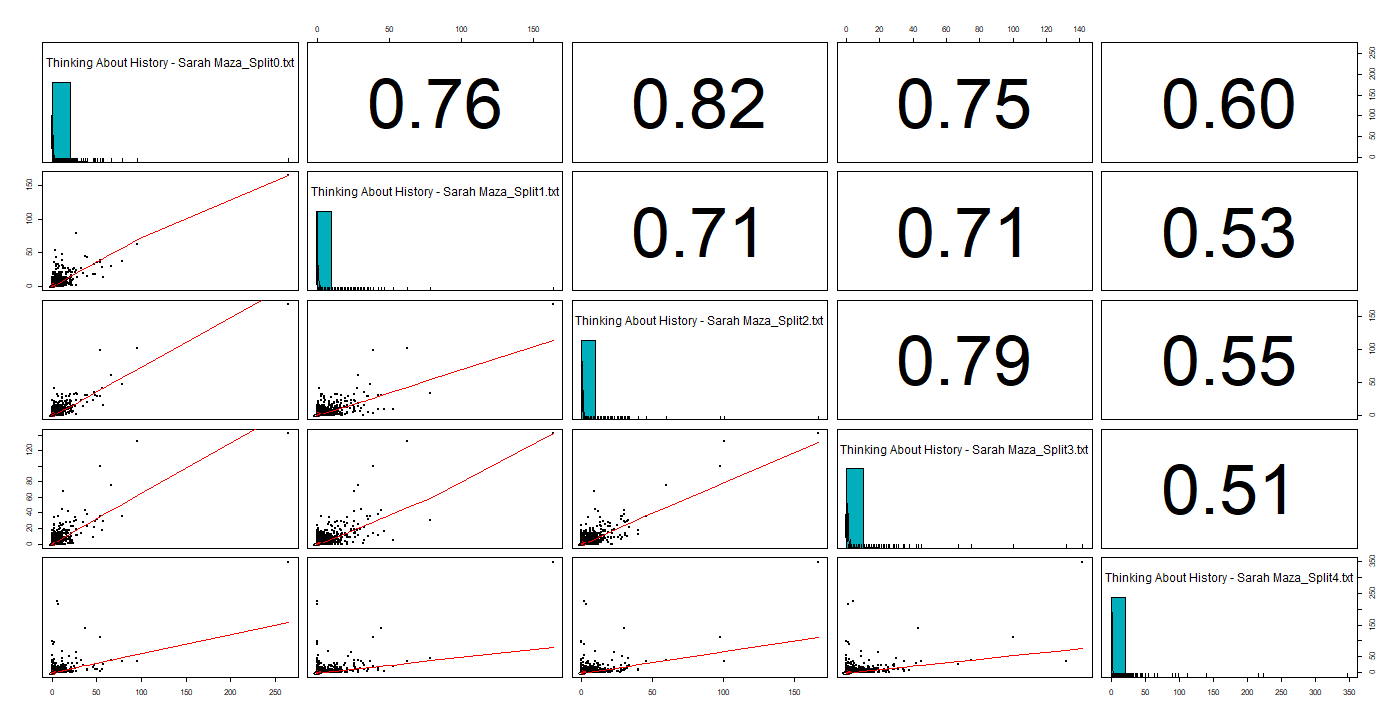 0 50 100 150 0 20 40 60 80 100 120 140
Thinking About History - Sarah Maza_Split0.txt
0.76
0.82
0.75
0.60
0 50 100 150 200 250
0 50 100 150
Thinking About History - Sarah Maza_Split1.txt
0.71
0.71
0.53
Thinking About History - Sarah Maza_Split2.txt
0.79
0.55
0 50 100 150
0 20 40 60 80 120
Thinking About History - Sarah Maza_Split3.txt
0.51
Thinking About History - Sarah Maza_Split4.txt
0 50 150 250 350
0 50 100 150 200 250 0 50 100 150 0 50 100 150 200 250 300 350